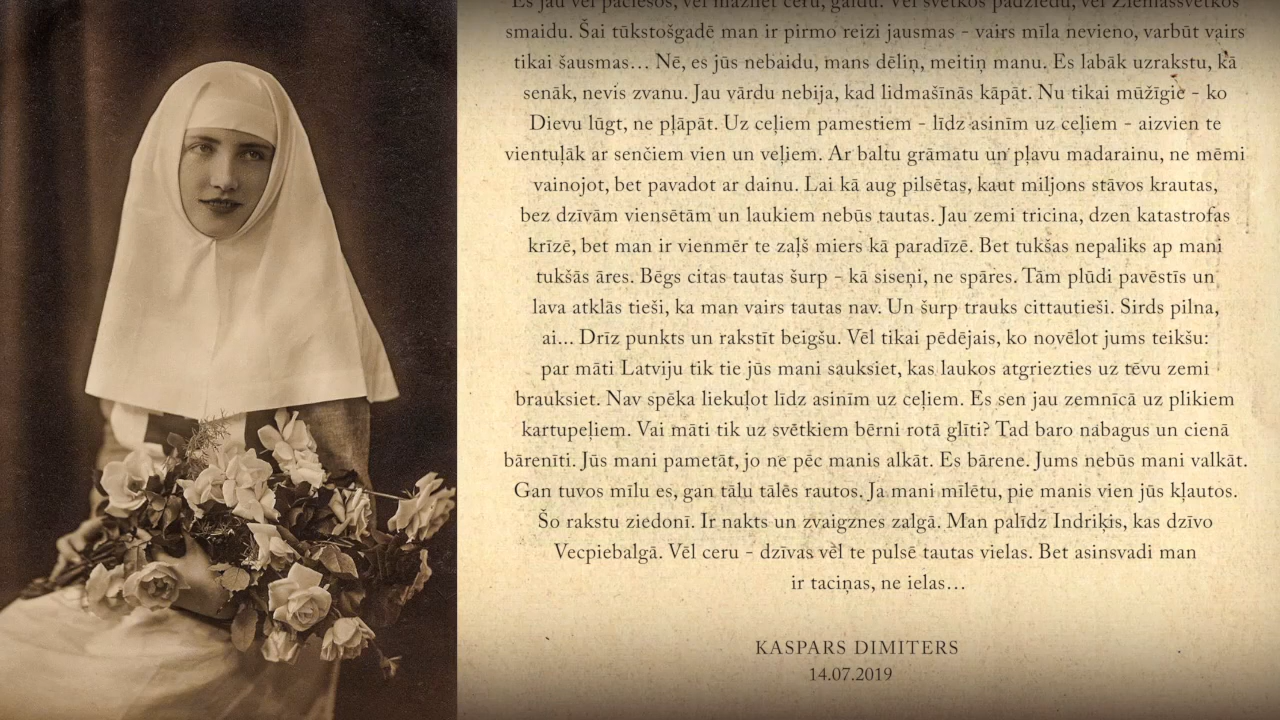 Es jau vēl paciešos, vēl mazliet ceru, gaidu. Vēl svētkos padziedu, vēl Ziemassvētkos
smaidu. Šai tūkstošgadē man ir pirmo reizi jausmas - vairs mīla nevieno, varbūt vairs
tikai šausmas... Nē, es jūs nebaidu, mans dēliņ, meitiņ manu. Es labāk uzrakstu, kā
senāk, nevis zvanu. Jau vārdu nebija, kad lidmašīnās kāpāt. Nu tikai mūžīgie - ko
Dievu lūgt, ne pļāpāt. Uz ceļiem pamestiem - līdz asinīm uz ceļiem - aizvien te
vientuļāk ar senčiem vien un veļiem. Ar baltu grāmatu un pļavu madarainu, ne mēmi
vainojot, bet pavadot ar dainu. Lai kā aug pilsētas, kaut miljons stāvos krautas,
bez dzīvām viensētām un laukiem nebūs tautas. Jau zemi tricina, dzen katastrofas
krīzē, bet man ir vienmēr te zaļš miers kā paradīzē. Bet tukšas nepaliks ap mani
tukšās āres. Bēgs citas tautas šurp - kā siseņi, ne spāres. Tām plūdi pavēstīs un
lava atklās tieši, ka man vairs tautas nav. Un šurp trauks cittautieši. Sirds pilna,
ai... Drīz punkts un rakstīt beigšu. Vēl tikai pēdējais, ko novēlot jums teikšu:
par māti Latviju tik tie jūs mani sauksiet, kas laukos atgriezties uz tēvu zemi
brauksiet. Nav spēka liekuļot līdz asinīm uz ceļiem. Es sen jau zemnīcā uz plikiem
kartupeļiem. Vai māti tik uz svētkiem bērni rotā glīti? Tad baro nabagus un cienā
bārenīti. Jūs mani pametāt, jo ne pēc manis alkāt. Es bārene. Jums nebūs mani valkāt.
Gan tuvos mīlu es, gan tālu tālēs rautos. Ja mani mīlētu, pie manis vien jūs kļautos.
Šo rakstu ziedonī. Ir nakts un zvaigznes zalgā. Man palīdz Indriķis, kas dzīvo
Vecpiebalgā. Vēl ceru - dzīvas vēl te pulsē tautas vielas. Bet asinsvadi man
ir taciņas, ne ielas...
KASPARS DIMITERS
14.07.2019